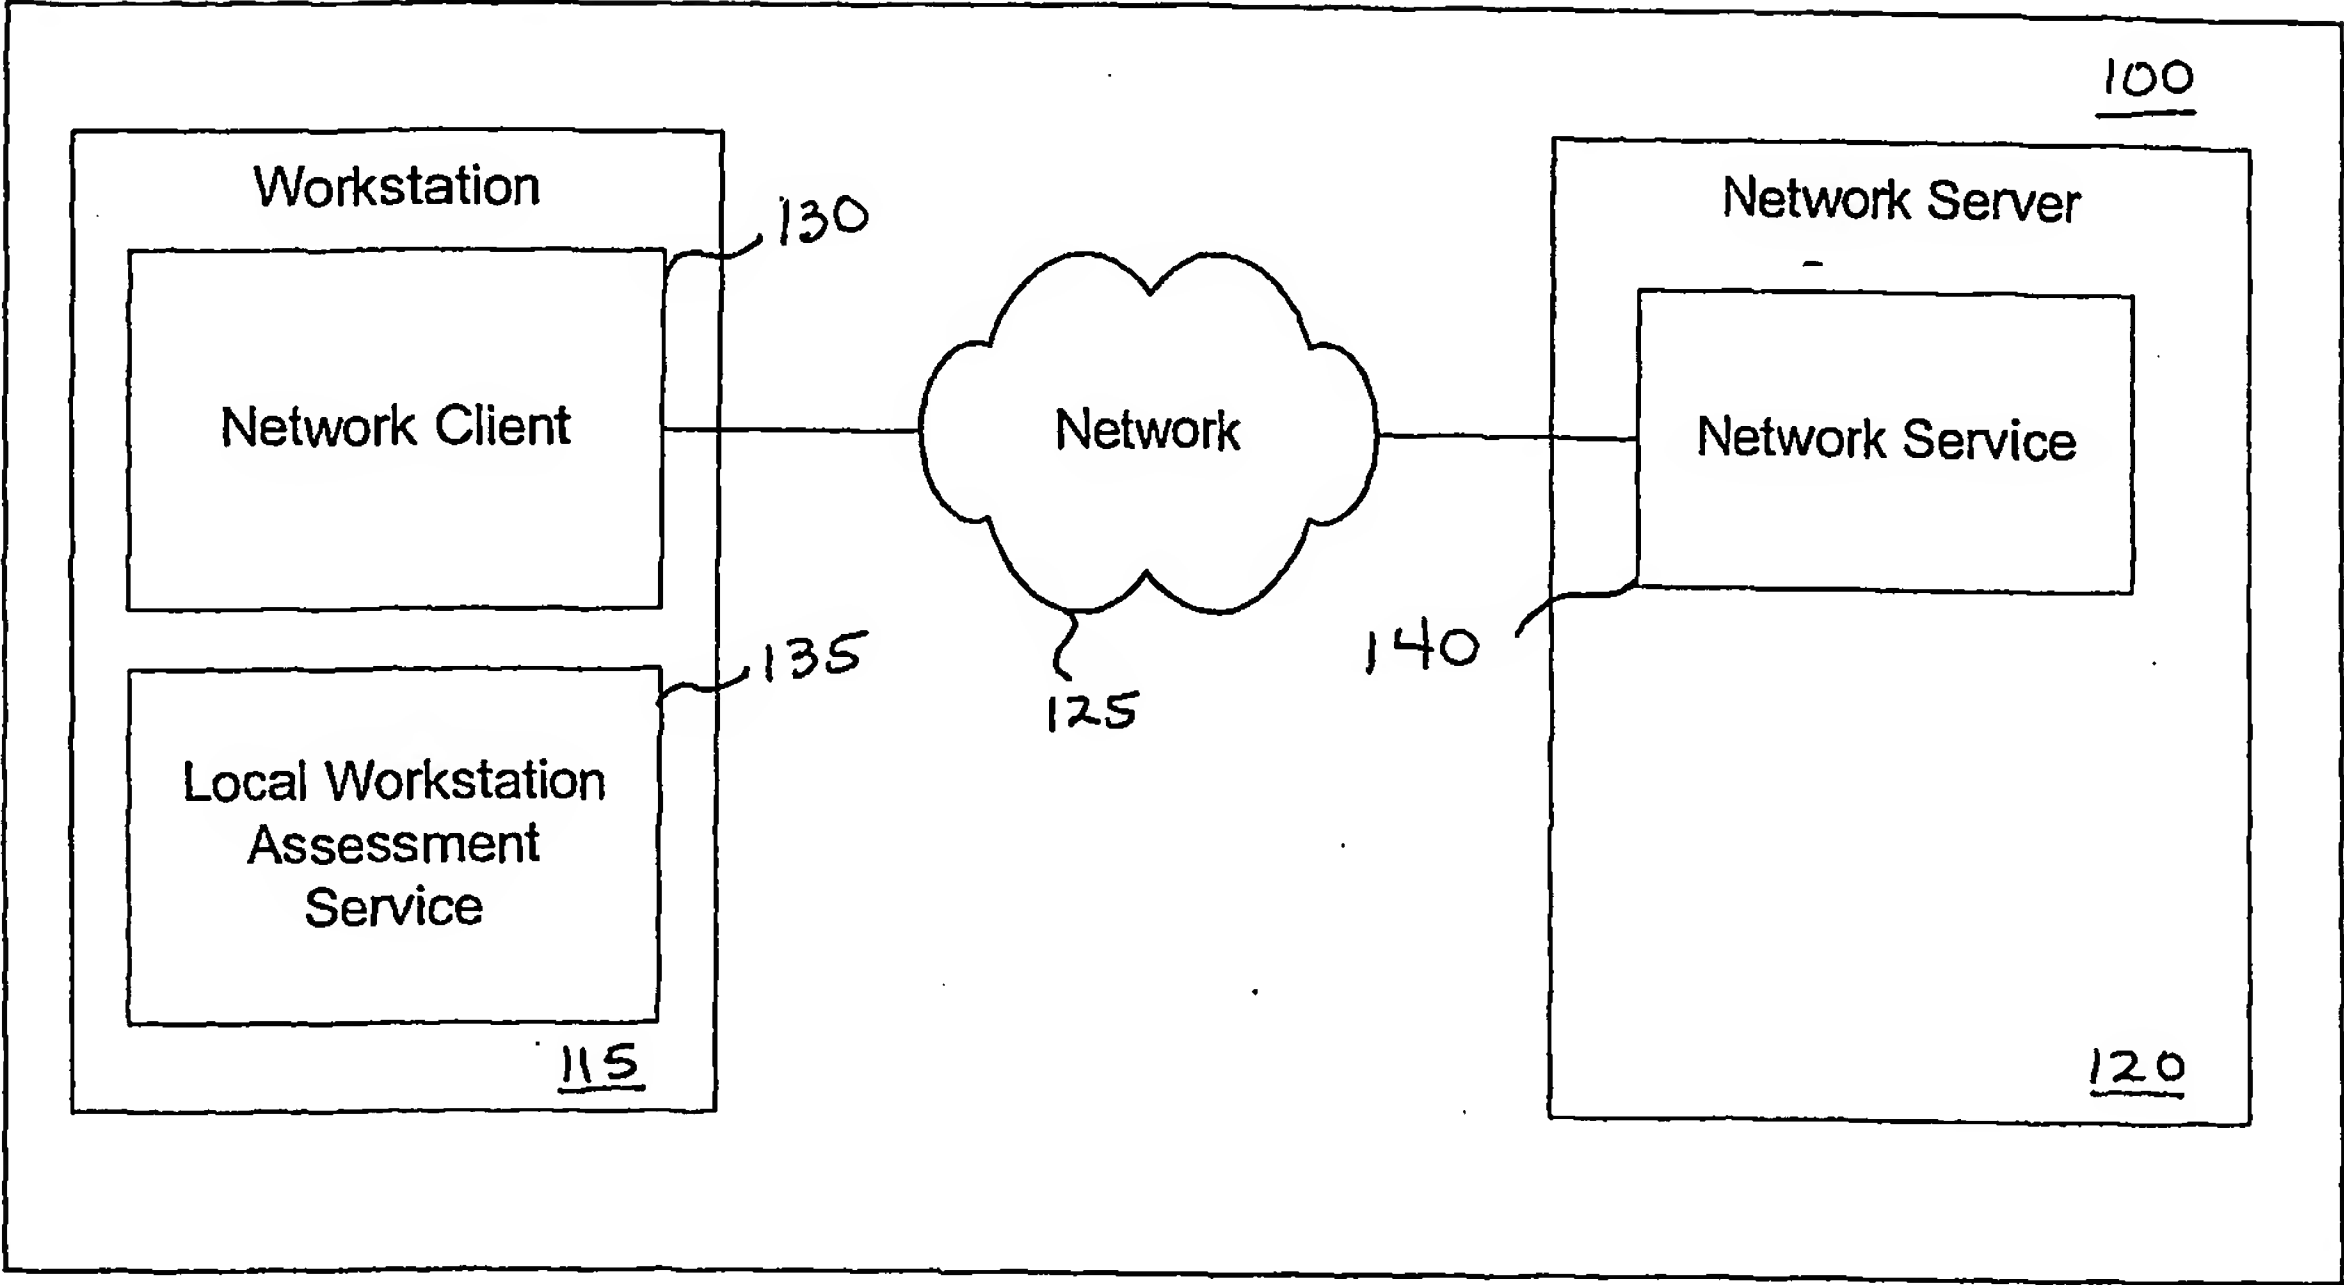 100
Workstation
130
Network Client
135
Local Workstation
Assessment
Service
115
Network
125
Network Server
Network Service
140
120